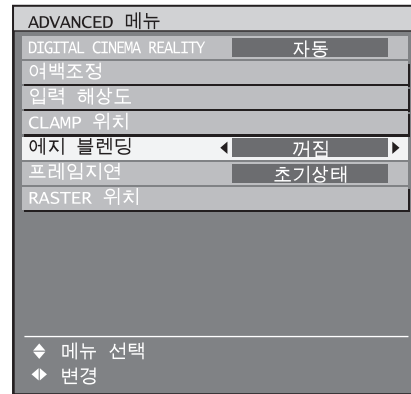 ADVANCED 메뉴
DIGITAL CINEMA REALITY 자동
여백조정
입력 해상도
CLAMP 위치
에지 블렌딩 꺼짐
프레임지연 초기상태
RASTER 위치
메뉴 선택
변경